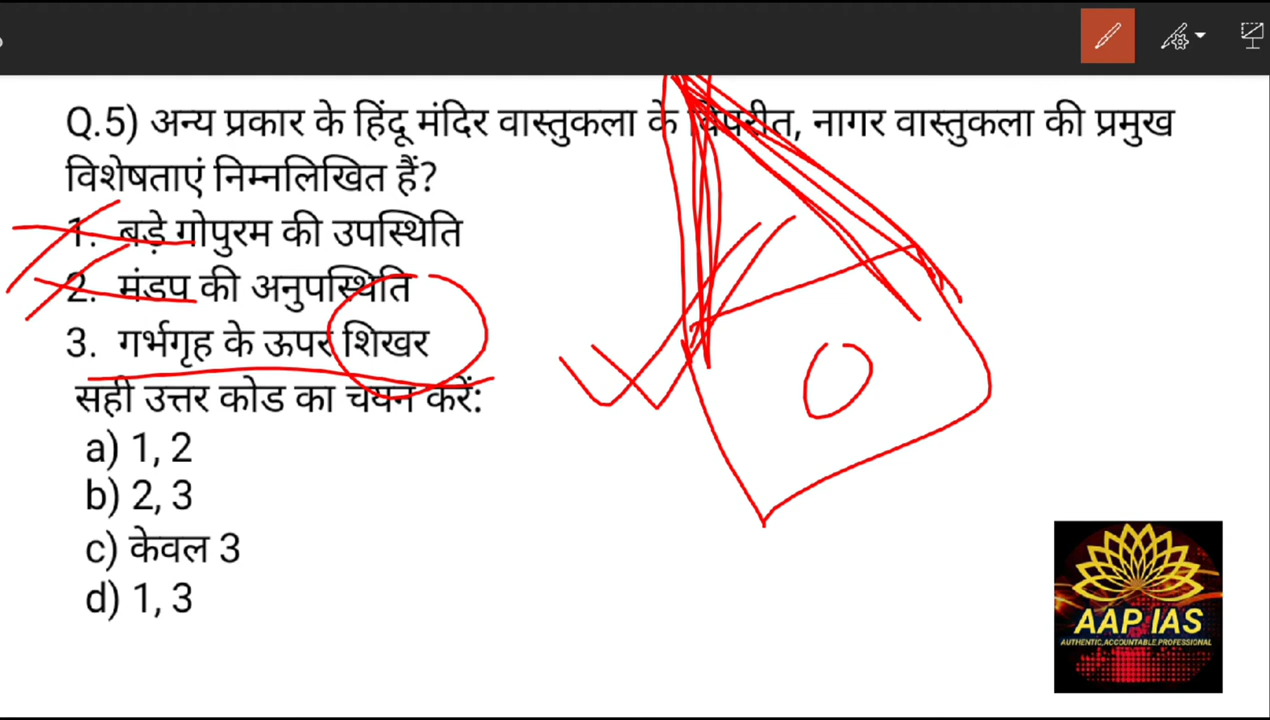 Q.5) अन्य प्रकार के हिंदू मंदिर वास्तुकला के विपरीत, नागर वास्तुकला की प्रमुख
विशेषताएं निम्नलिखित हैं?
1. बड़े गोपुरम की उपस्थिति
2. मंडप की अनुपस्थिति
3. गर्भगृह के ऊपर शिखर
सही उत्तर कोड का चयन करें:
a) 1, 2
b) 2, 3
c) केवल 3
d) 1, 3
AAP IAS
AUTHENTIC,ACCOUNTABLE,PROFESSIONAL